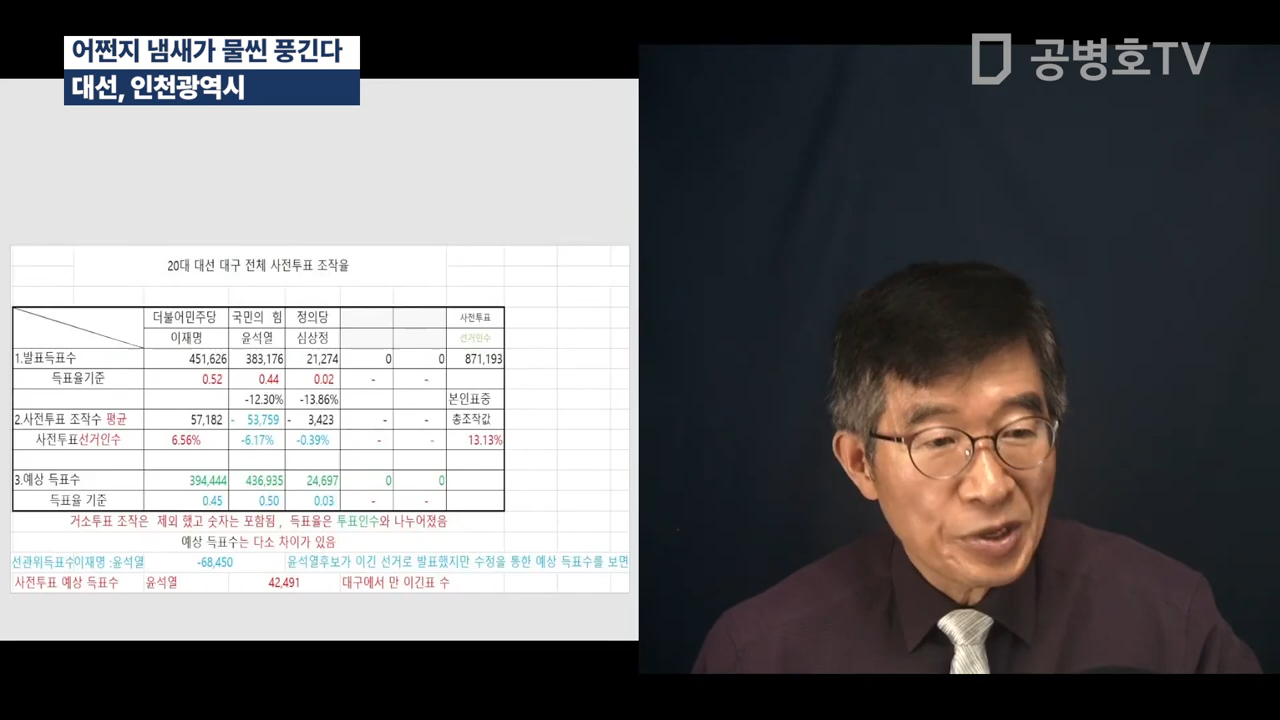 어쩐지 냄새가 물씬 풍긴다
대선, 인천광역시
공병호TV
20대 대선 대구 전체 사전투표 조작율
더불어민주당 국민의 힘 정의당 사전투표
이재명 윤석열 심상정 선거인수
1.발표득표수 451,626 383,176 21,274 0 0 871,193
득표율기준 0.52 0.44 0.02 - -
-12.30% -13.86% 본인표중
2.사전투표 조작수 평균 57,182 - 53,759 - 3,423 - - 총조작값
사전투표선거인수 6.56% -6.17% -0.39% - - 13.13%
3.예상 득표수 394,444 436,935 24,697 0 0
득표율 기준 0.45 0.50 0.03 - -
거소투표 조작은 제외 했고 숫자는 포함됨 , 득표율은 투표인수와 나누어졌음
예상 득표수는 다소 차이가 있음
선관위득표수이재명 :윤석열 -68,450 윤석열후보가 이긴 선거로 발표했지만 수정을 통한 예상 득표수를 보면
사전투표 예상 득표수 윤석열 42,491 대구에서 만 이긴표 수